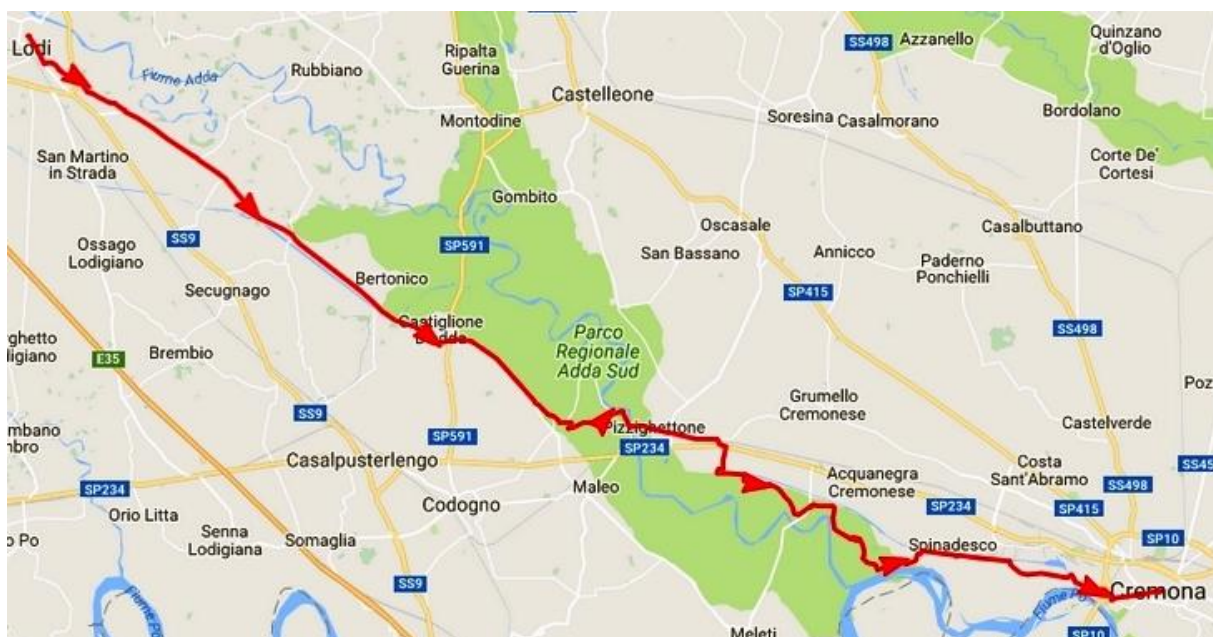 Lodi
Fiume Adda
Rubbiano
Ripalta
Guerina
SS9
SS498
Azzanello
Quinzano
d'Oglio
Castelleone
Montodine
Soresina
Casalmorano
Bordolano
San Martino
in Strada
Corte De'
Cortesi
Gombito
Ossago
Lodigiano
SS9
SP591
San Bassano
Oscasale
Annicco
Casalbuttano
Paderno
Ponchielli
Secugnago
Bertonico
SP415
Castiglione
SS498
Brembio
E35
Parco
Regionale
Adda Sud
Grumello
Cremonese
SS9
Castelverde
Pizzighettone
SP591
SP234
Casalpusterlengo
Acquanegra
Cremonese
Costa
Sant'Abramo
SP234
Maleo
SS498
Orio Litta
Codogno
SP234
SP415
Senna
Lodigiana
Somaglia
Spinadesco
SP10
SS9
Cremona
SP10
Meleti